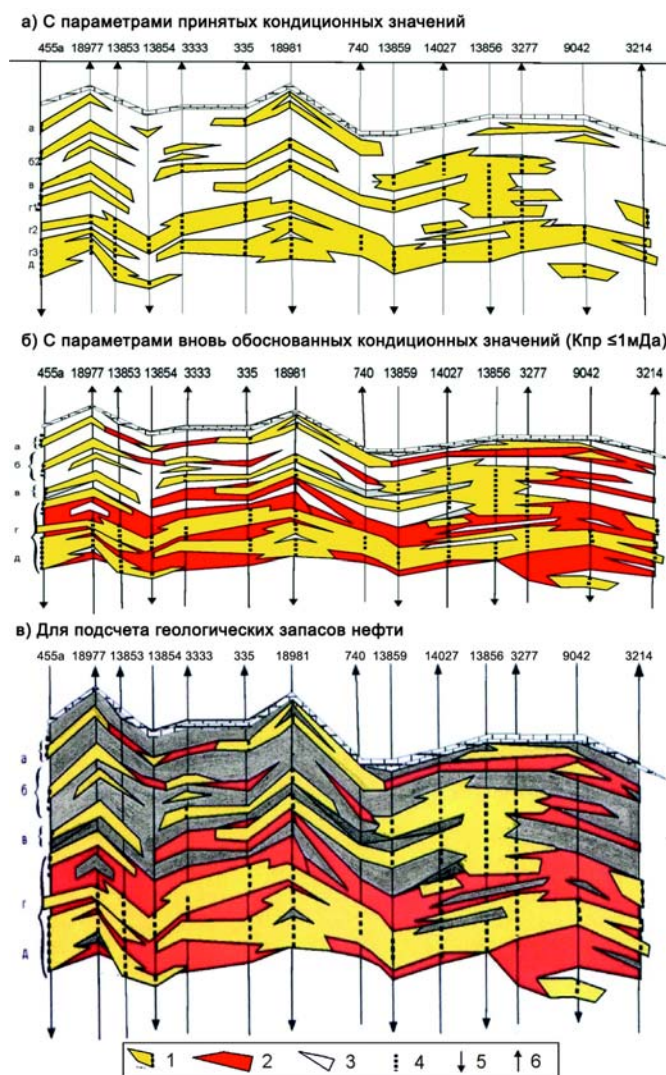 а) С параметрами принятых кондиционных значений
455а 18977 13853 13854 3333 335 18981 740 13859 14027 13856 3277 9042 3214
а
б2
в
г1
г2
г3
д
б) С параметрами вновь обоснованных кондиционных значений (Кпр ≤1мДа)
455а 18977 13853 13854 3333 335 18981 740 13859 14027 13856 3277 9042 3214
а
б
в
г
д
в) Для подсчета геологических запасов нефти
455а 18977 13853 13854 3333 335 18981 740 13859 14027 13856 3277 9042 3214
а
б
в
г
д
1 2 3 4 5 6